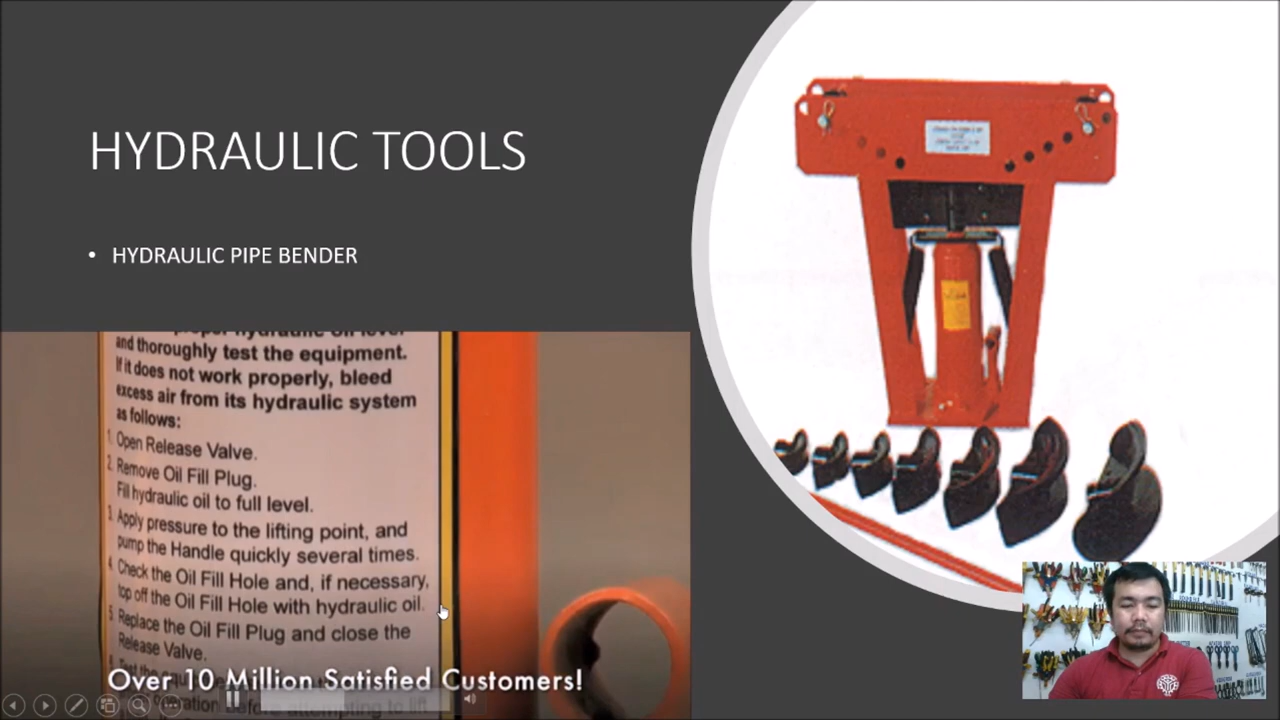 HYDRAULIC TOOLS
• HYDRAULIC PIPE BENDER
and thoroughly test the equipment.
If it does not work properly, bleed
excess air from its hydraulic system
as follows:
1. Open Release Valve.
2. Remove Oil Fill Plug.
Fill hydraulic oil to full level.
3. Apply pressure to the lifting point, and
pump the Handle quickly several times.
4. Check the Oil Fill Hole and, if necessary,
top off the Oil Fill Hole with hydraulic oil.
5. Replace the Oil Fill Plug and close the
Release Valve.
Over 10 Million Satisfied Customers!